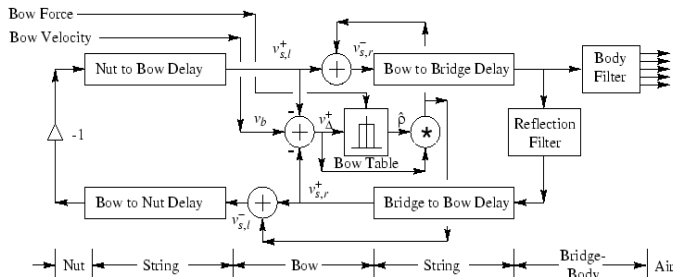 Bow Force
Bow Velocity
v+s,l
v−s,r
Nut to Bow Delay
+
Bow to Bridge Delay
Body
Filter
-1
-
vb
+
v+Δ
ρ̂
*
Reflection
Filter
-
Bow Table
v+s,r
Bow to Nut Delay
+
Bridge to Bow Delay
v−s,l
Nut
String
Bow
String
Bridge-
Body
Air